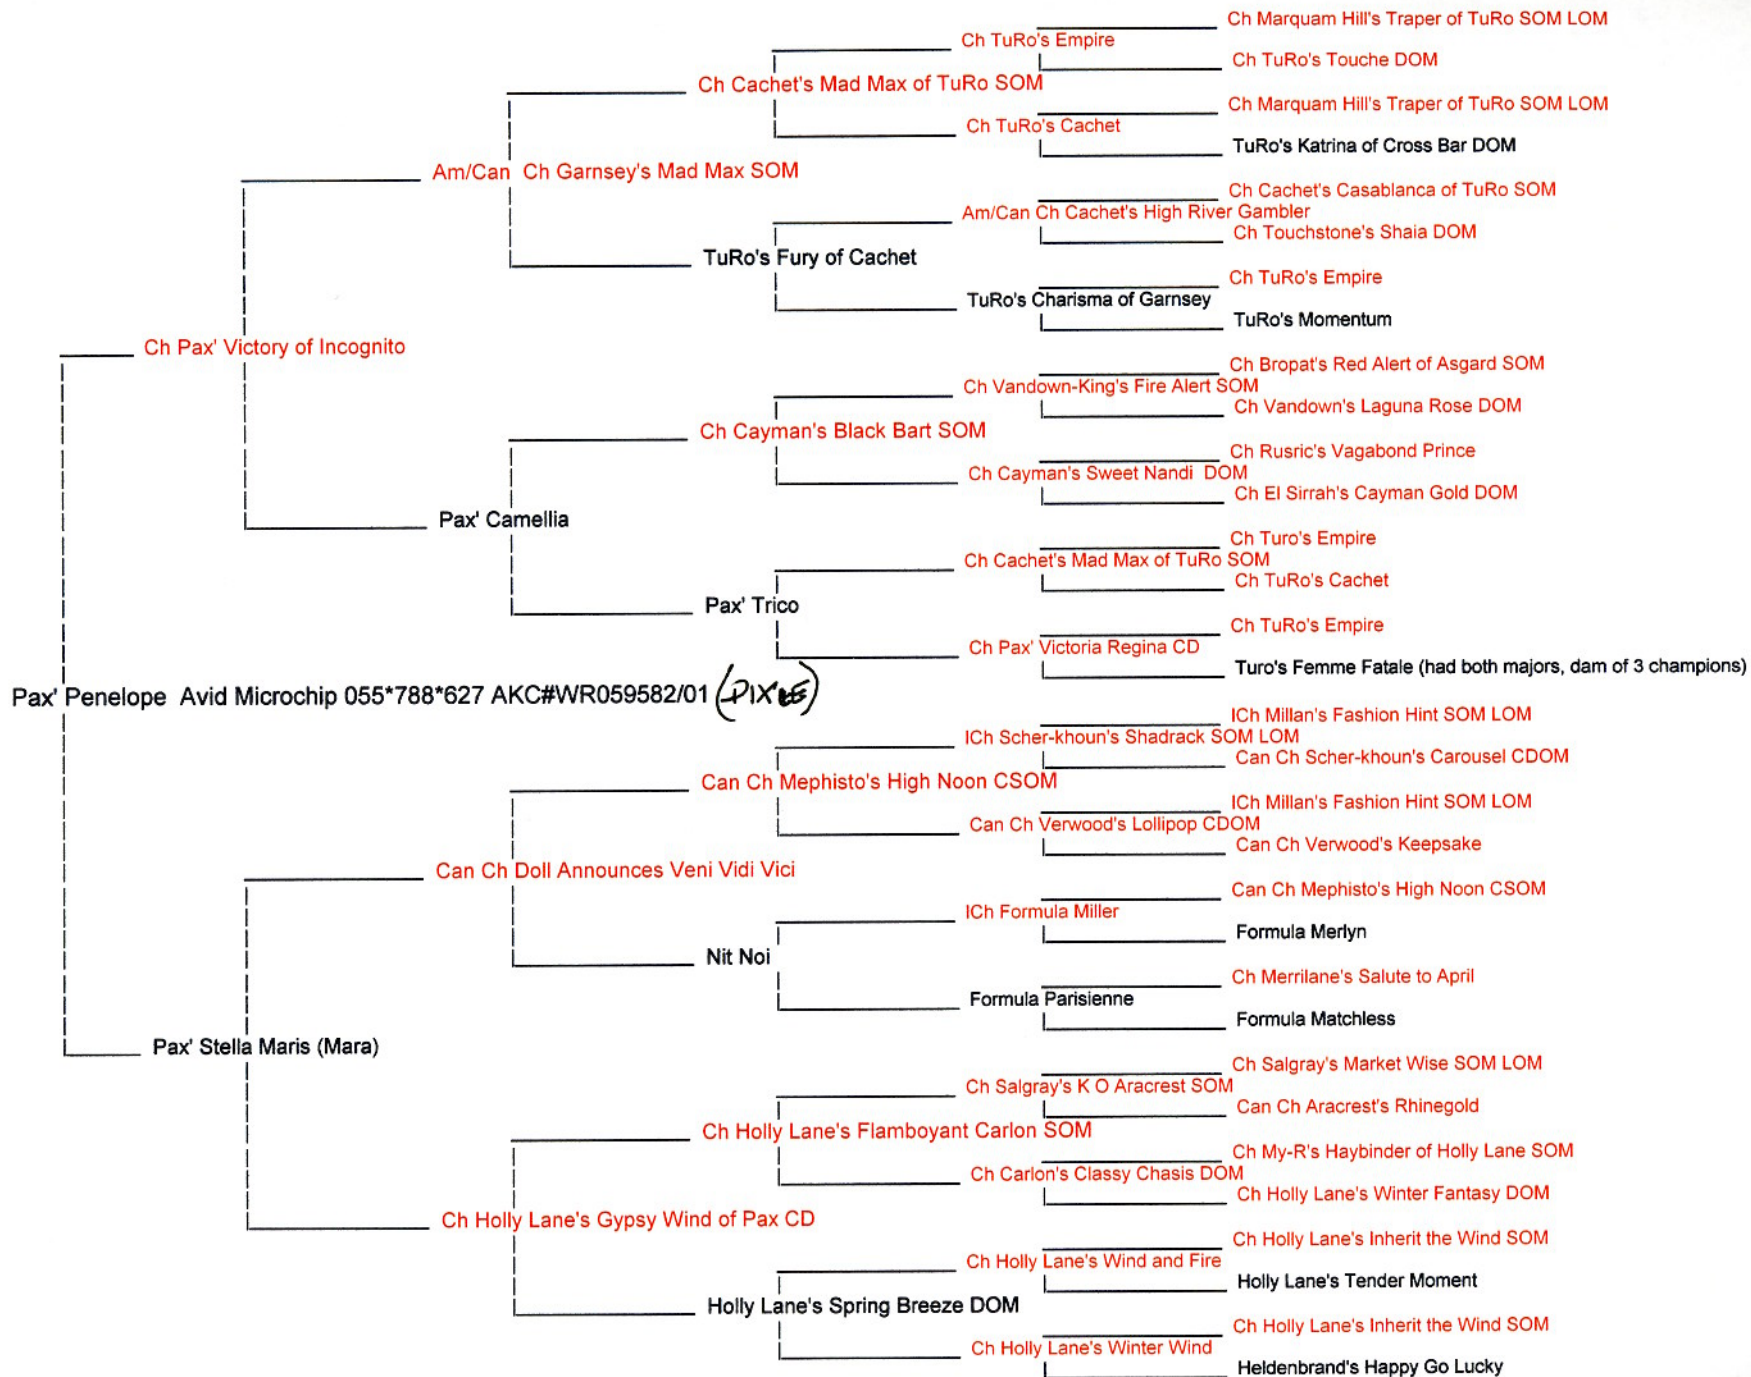 Ch Marquam Hill's Traper of TuRo SOM LOM
Ch TuRo's Empire
Ch TuRo's Touche DOM
Ch Cachet's Mad Max of TuRo SOM
Ch Marquam Hill's Traper of TuRo SOM LOM
Ch TuRo's Cachet
TuRo's Katrina of Cross Bar DOM
Am/Can Ch Garnsey's Mad Max SOM
Ch Cachet's Casablanca of TuRo SOM
Am/Can Ch Cachet's High River Gambler
Ch Touchstone's Shaia DOM
TuRo's Fury of Cachet
Ch TuRo's Empire
TuRo's Charisma of Garnsey
TuRo's Momentum
Ch Pax' Victory of Incognito
Ch Bropat's Red Alert of Asgard SOM
Ch Vandown-King's Fire Alert SOM
Ch Vandown's Laguna Rose DOM
Ch Cayman's Black Bart SOM
Ch Rusric's Vagabond Prince
Ch Cayman's Sweet Nandi DOM
Ch El Sirrah's Cayman Gold DOM
Pax' Camellia
Ch Turo's Empire
Ch Cachet's Mad Max of TuRo SOM
Ch TuRo's Cachet
Pax' Trico
Ch TuRo's Empire
Ch Pax' Victoria Regina CD
Turo's Femme Fatale (had both majors, dam of 3 champions)
Pax' Penelope Avid Microchip 055*788*627 AKC#WR059582/01 (PIXIE)
ICh Millan's Fashion Hint SOM LOM
ICh Scher-khoun's Shadrack SOM LOM
Can Ch Scher-khoun's Carousel CDOM
Can Ch Mephisto's High Noon CSOM
ICh Millan's Fashion Hint SOM LOM
Can Ch Verwood's Lollipop CDOM
Can Ch Verwood's Keepsake
Can Ch Doll Announces Veni Vidi Vici
Can Ch Mephisto's High Noon CSOM
ICh Formula Miller
Formula Merlyn
Nit Noi
Ch Merrilane's Salute to April
Formula Parisienne
Formula Matchless
Pax' Stella Maris (Mara)
Ch Salgray's Market Wise SOM LOM
Ch Salgray's K O Aracrest SOM
Can Ch Aracrest's Rhinegold
Ch Holly Lane's Flamboyant Carlon SOM
Ch My-R's Haybinder of Holly Lane SOM
Ch Carlon's Classy Chasis DOM
Ch Holly Lane's Winter Fantasy DOM
Ch Holly Lane's Gypsy Wind of Pax CD
Ch Holly Lane's Inherit the Wind SOM
Ch Holly Lane's Wind and Fire
Holly Lane's Tender Moment
Holly Lane's Spring Breeze DOM
Ch Holly Lane's Inherit the Wind SOM
Ch Holly Lane's Winter Wind
Heldenbrand's Happy Go Lucky